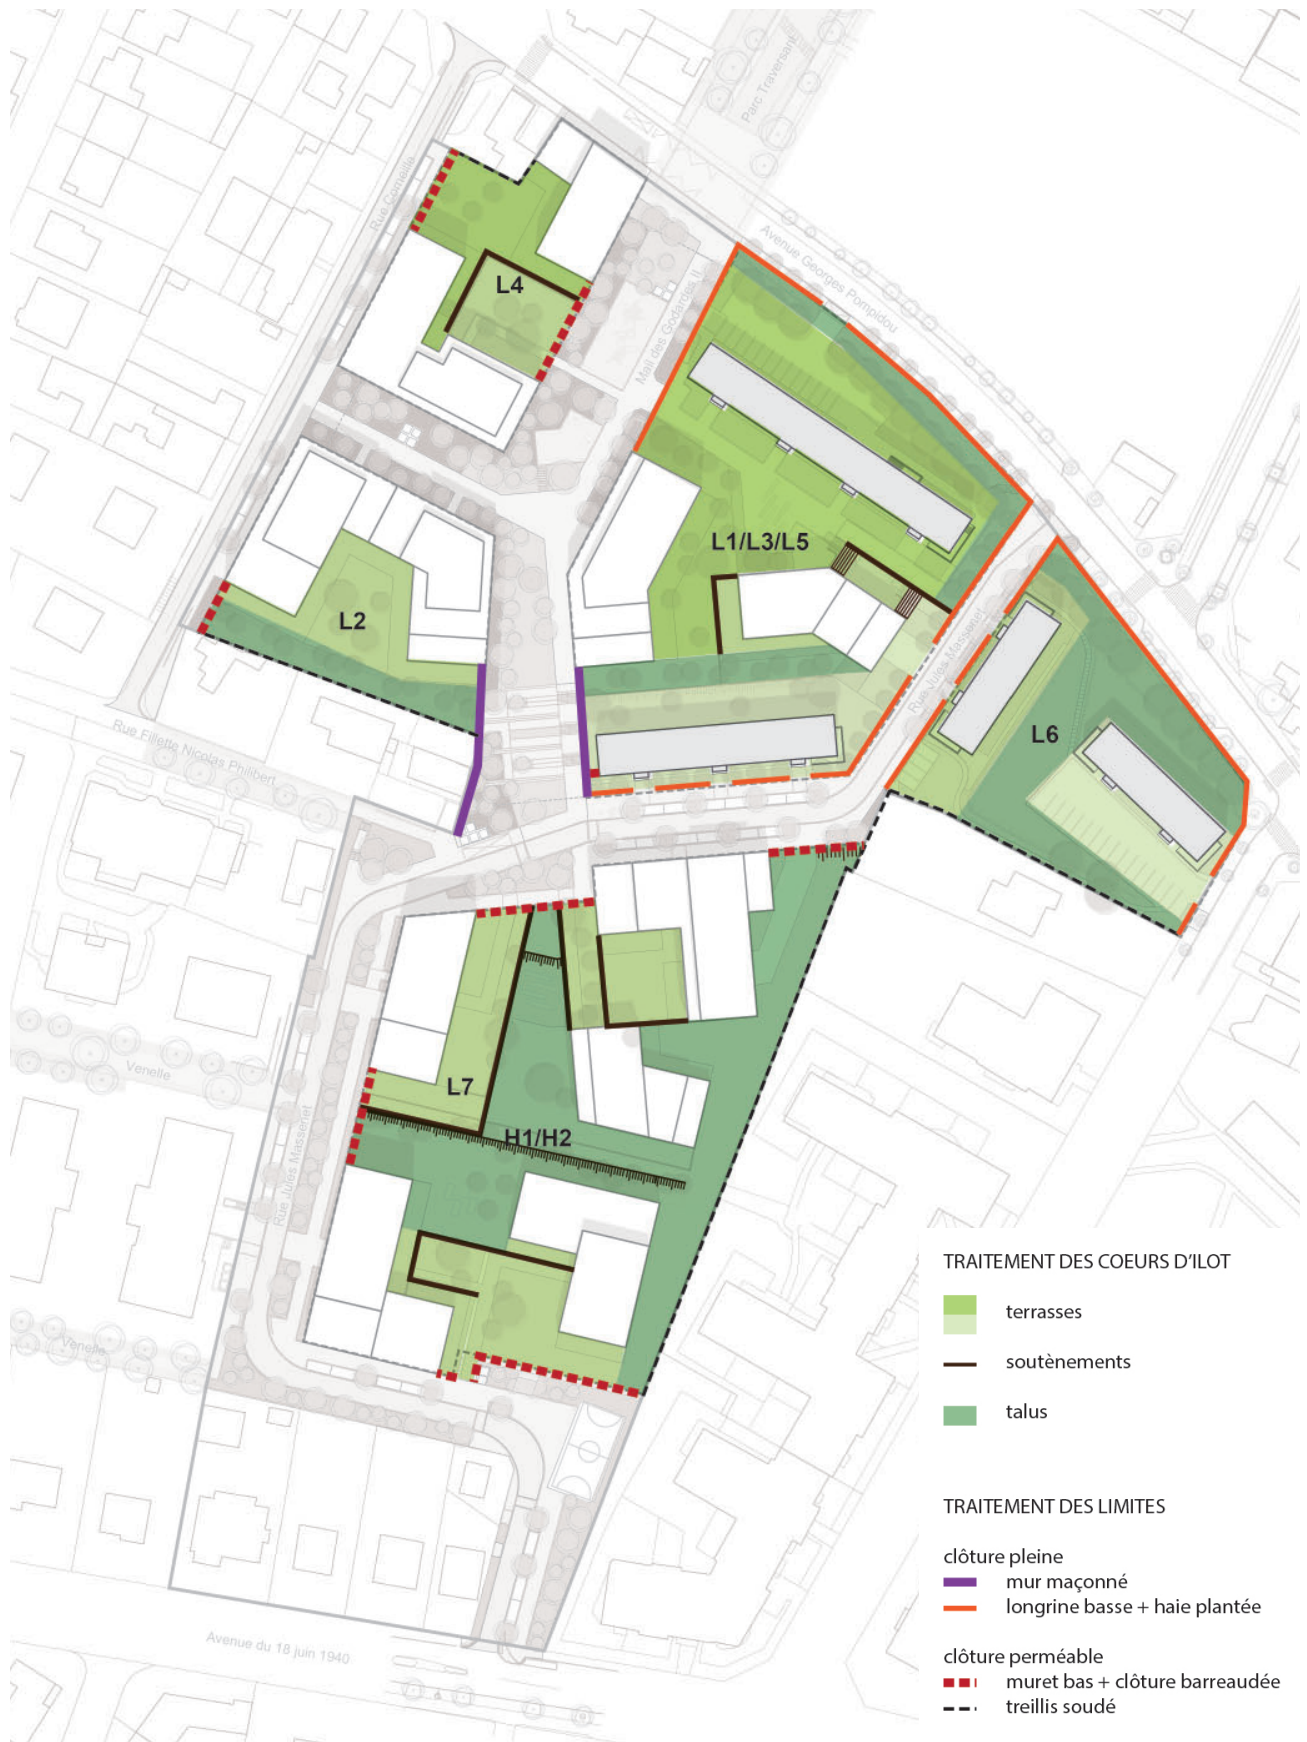 Parc Traversant
Rue Corneille
Avenue Georges Pompidou
L4
Mail des Godardes II
L1/L3/L5
L2
Rue Jules Massenet
L6
Rue Fillette Nicolas Philibert
Venelle
L7
H1/H2
Rue Jules Massenet
Venelle
Avenue du 18 juin 1940
TRAITEMENT DES COEURS D'ILOT
terrasses
soutènements
talus
TRAITEMENT DES LIMITES
clôture pleine
mur maçonné
longrine basse + haie plantée
clôture perméable
muret bas + clôture barreaudée
treillis soudé